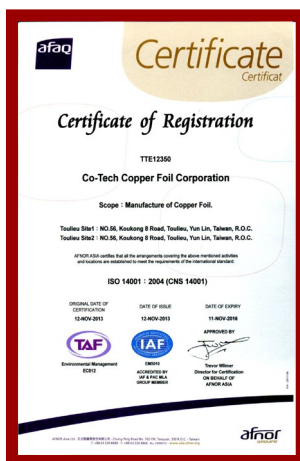 afaq
Certificate
Certificat
Certificate of Registration
TTE12350
Co-Tech Copper Foil Corporation
Scope : Manufacture of Copper Foil.
Toulieu Site1 : NO.56, Koukong 8 Road, Toulieu, Yun Lin, Taiwan, R.O.C.
Toulieu Site2 : NO.56, Koukong 8 Road, Toulieu, Yun Lin, Taiwan, R.O.C.
AFNOR ASIA certifies that all the arrangements covering the above mentioned activities
and locations are established to meet the requirements of the international standard:
ISO 14001 : 2004 (CNS 14001)
ORIGINAL DATE OF CERTIFICATION
12-NOV-2013
DATE OF ISSUE
12-NOV-2013
DATE OF EXPIRY
11-NOV-2016
TAF
Environmental Management
EC012
IAF
ACCREDITED BY
IAF & PAC MLA
GROUP MEMBER
APPROVED BY
Trevor Wilmer
Director for Certification
ON BEHALF OF
AFNOR ASIA
AFNOR Asia Ltd.
afnor
GROUPE